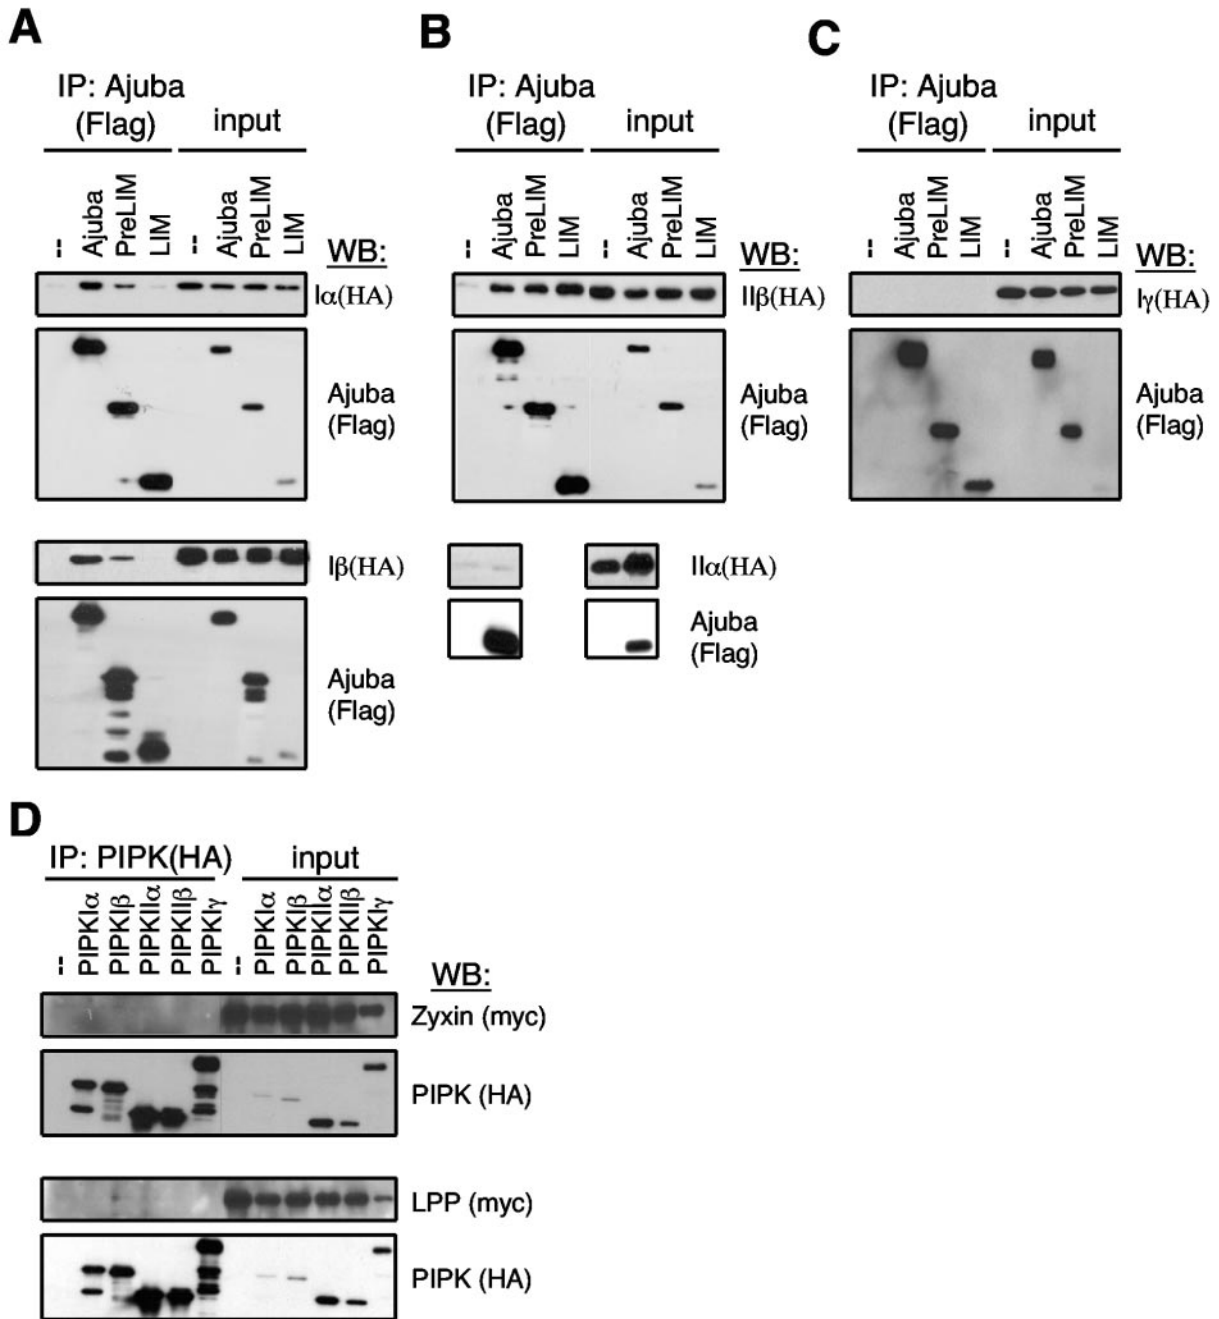 A
IP: Ajuba
(Flag)
input
--
Ajuba
PreLIM
LIM
--
Ajuba
PreLIM
LIM
WB:
Iα(HA)
Ajuba
(Flag)
Iβ(HA)
Ajuba
(Flag)
B
IP: Ajuba
(Flag)
input
--
Ajuba
PreLIM
LIM
--
Ajuba
PreLIM
LIM
WB:
IIβ(HA)
Ajuba
(Flag)
IIα(HA)
Ajuba
(Flag)
C
IP: Ajuba
(Flag)
input
--
Ajuba
PreLIM
LIM
--
Ajuba
PreLIM
LIM
WB:
Iγ(HA)
Ajuba
(Flag)
D
IP: PIPK(HA)
input
--
PIPKIα
PIPKIβ
PIPKIIα
PIPKIIβ
PIPKIγ
--
PIPKIα
PIPKIβ
PIPKIIα
PIPKIIβ
PIPKIγ
WB:
Zyxin (myc)
PIPK (HA)
LPP (myc)
PIPK (HA)